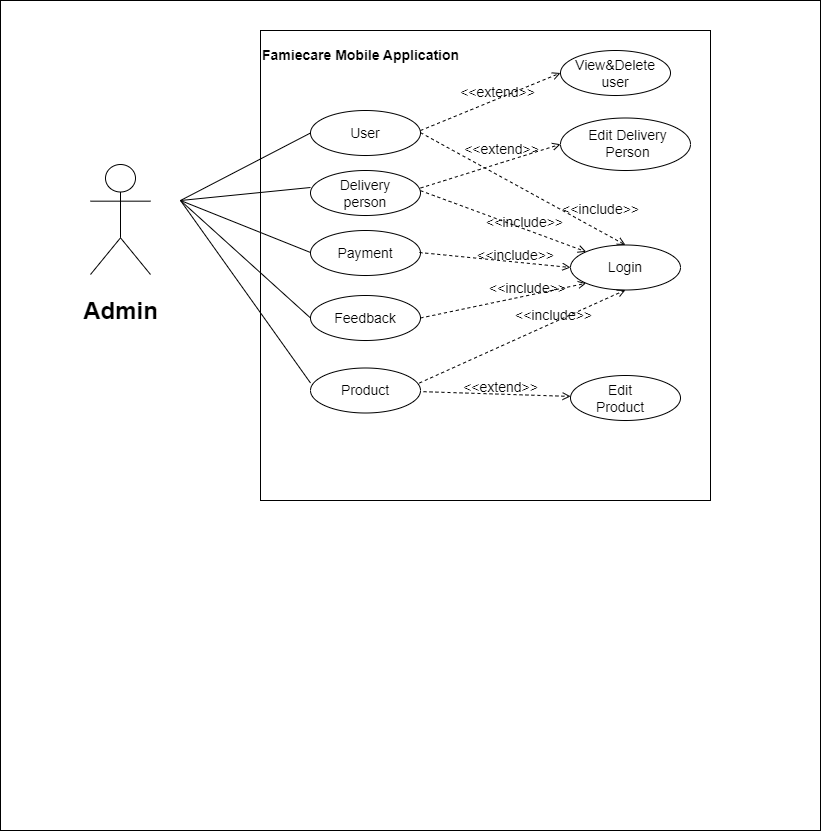 Famiecare Mobile Application
View&Delete
user
<<extend>>
User
Edit Delivery
Person
<<extend>>
Delivery
person
<<include>>
<<include>>
Payment
<<include>>
Login
<<include>>
Feedback
<<include>>
Admin
Product
<<extend>>
Edit
Product